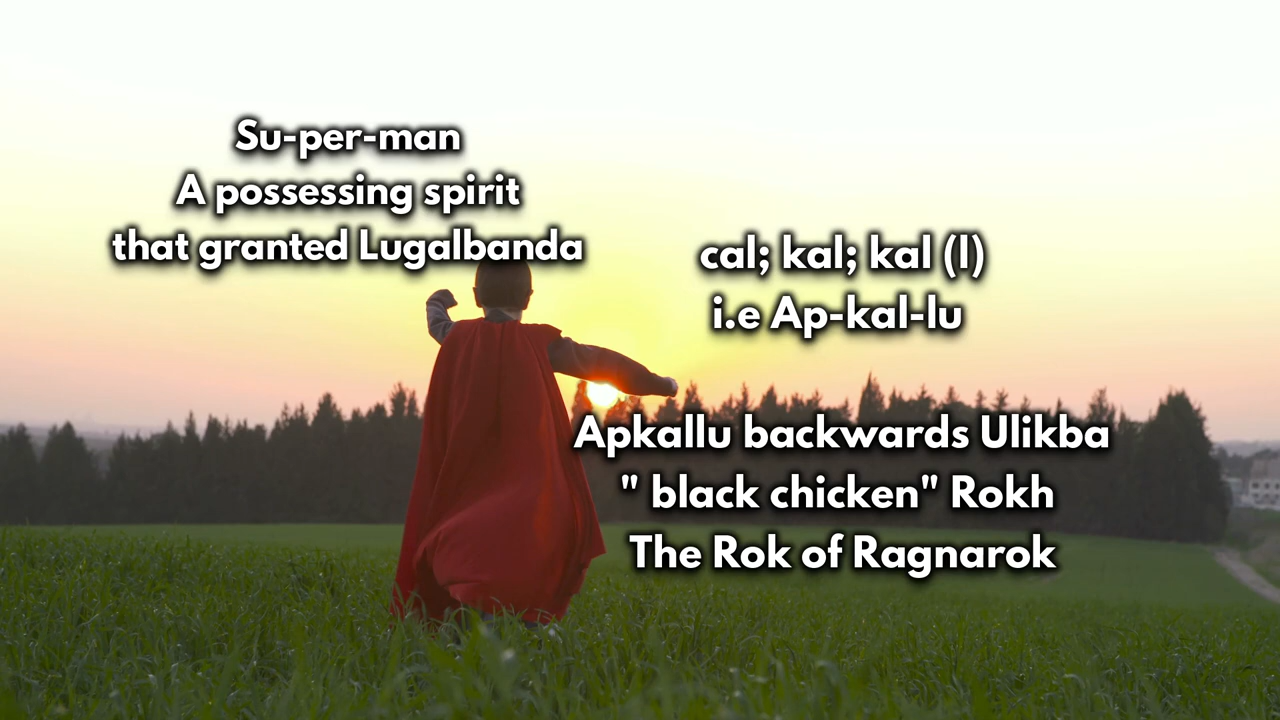 Su-per-man
A possessing spirit
that granted Lugalbanda
cal; kal; kal (l)
i.e Ap-kal-lu
Apkallu backwards Ulikba
" black chicken" Rokh
The Rok of Ragnarok